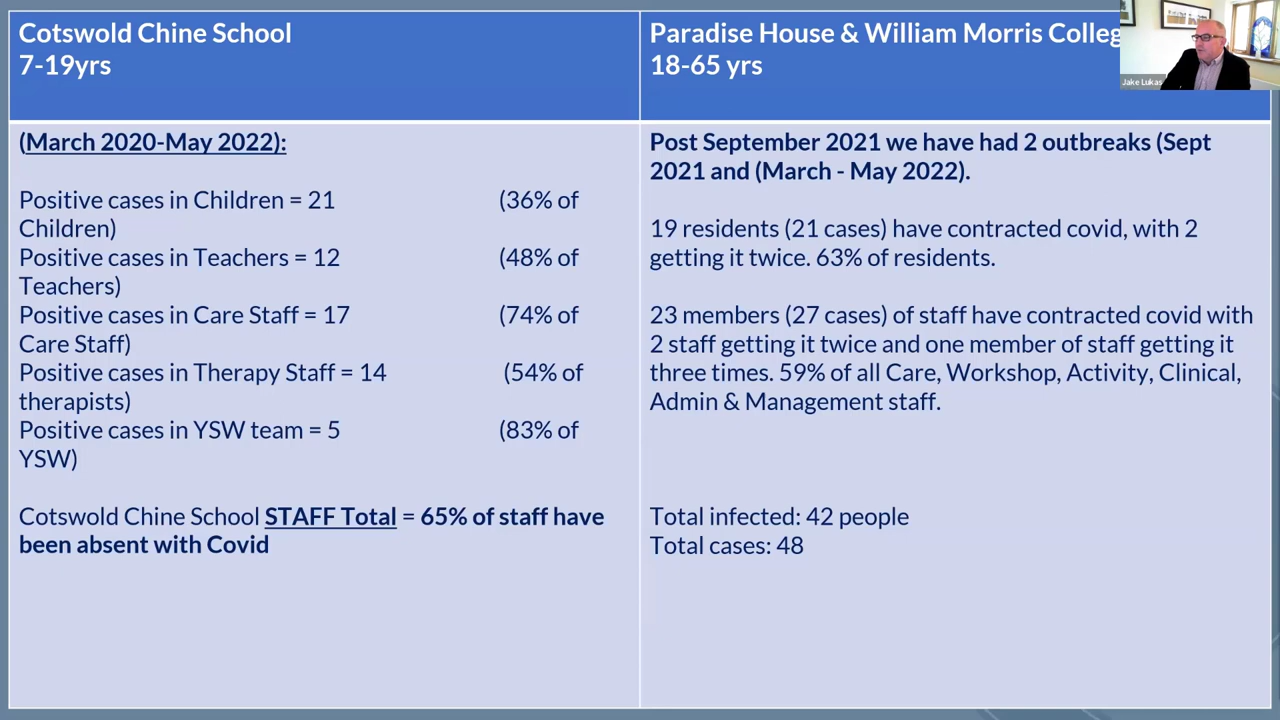 Cotswold Chine School
7-19yrs
(March 2020-May 2022):
Positive cases in Children = 21 (36% of
Children)
Positive cases in Teachers = 12 (48% of
Teachers)
Positive cases in Care Staff = 17 (74% of
Care Staff)
Positive cases in Therapy Staff = 14 (54% of
therapists)
Positive cases in YSW team = 5 (83% of
YSW)
Cotswold Chine School STAFF Total = 65% of staff have
been absent with Covid
Paradise House & William Morris Colleg
18-65 yrs
Post September 2021 we have had 2 outbreaks (Sept
2021 and (March - May 2022).
19 residents (21 cases) have contracted covid, with 2
getting it twice. 63% of residents.
23 members (27 cases) of staff have contracted covid with
2 staff getting it twice and one member of staff getting it
three times. 59% of all Care, Workshop, Activity, Clinical,
Admin & Management staff.
Total infected: 42 people
Total cases: 48
Jake Lukas